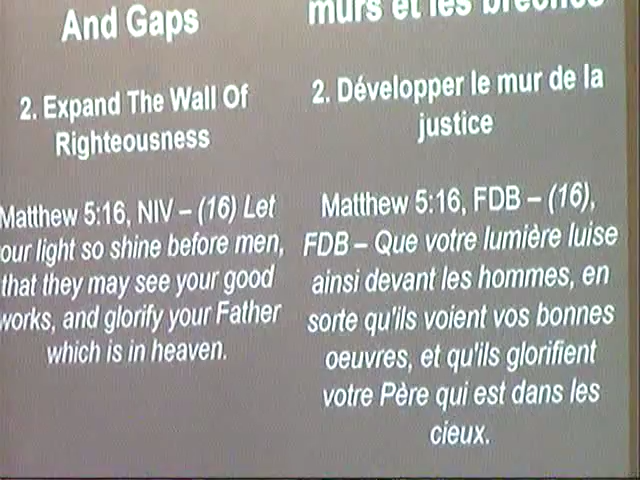 And Gaps
2. Expand The Wall Of
Righteousness
Matthew 5:16, NIV – (16) Let
our light so shine before men,
that they may see your good
works, and glorify your Father
which is in heaven.
murs et les brèches
2. Développer le mur de la
justice
Matthew 5:16, FDB – (16),
FDB – Que votre lumière luise
ainsi devant les hommes, en
sorte qu'ils voient vos bonnes
oeuvres, et qu'ils glorifient
votre Père qui est dans les
cieux.